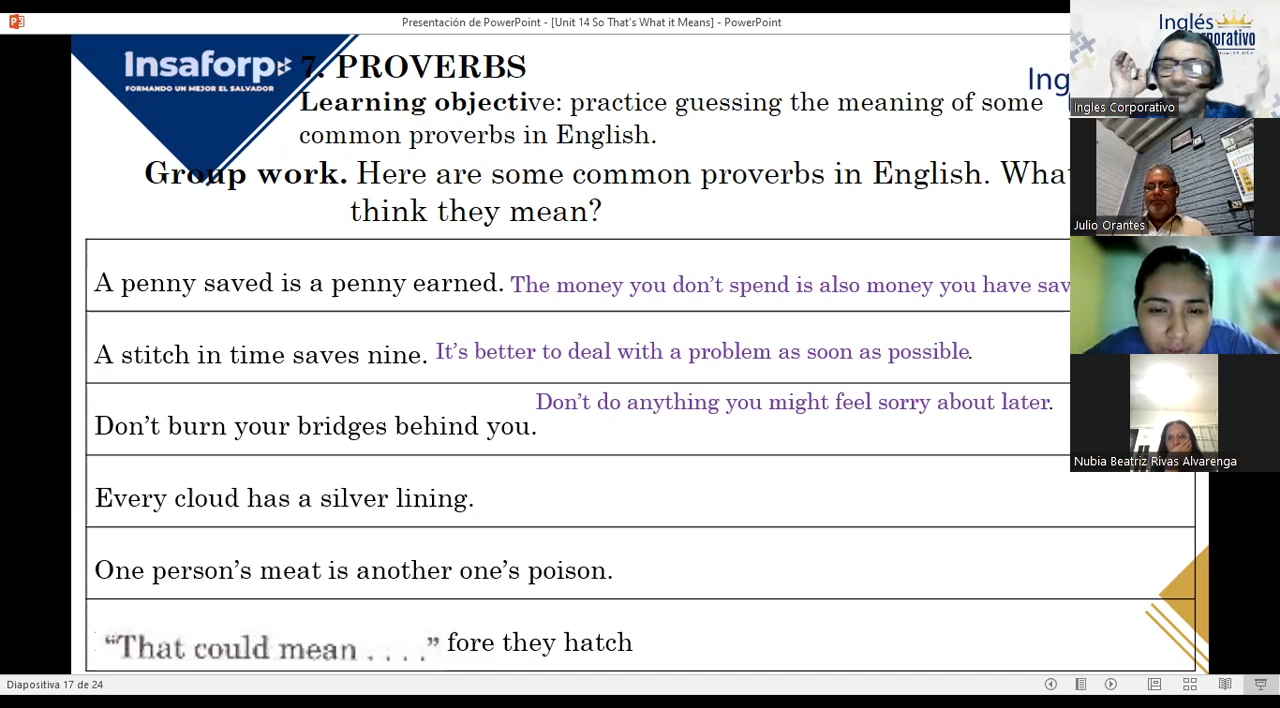 Presentación de PowerPoint - [Unit 14 So That's What it Means] - PowerPoint
Insaforp
FORMANDO UN MEJOR EL SALVADOR
7. PROVERBS
Learning objective: practice guessing the meaning of some
common proverbs in English.
Group work. Here are some common proverbs in English. What
think they mean?
A penny saved is a penny earned. The money you don't spend is also money you have sav
A stitch in time saves nine. It's better to deal with a problem as soon as possible.
Don't do anything you might feel sorry about later.
Don't burn your bridges behind you.
Every cloud has a silver lining.
One person's meat is another one's poison.
"That could mean . . . ." fore they hatch
Ing
Inglés
porativo
Ingles Corporativo
Julio Orantes
Nubia Beatriz Rivas Alvarenga
Diapositiva 17 de 24